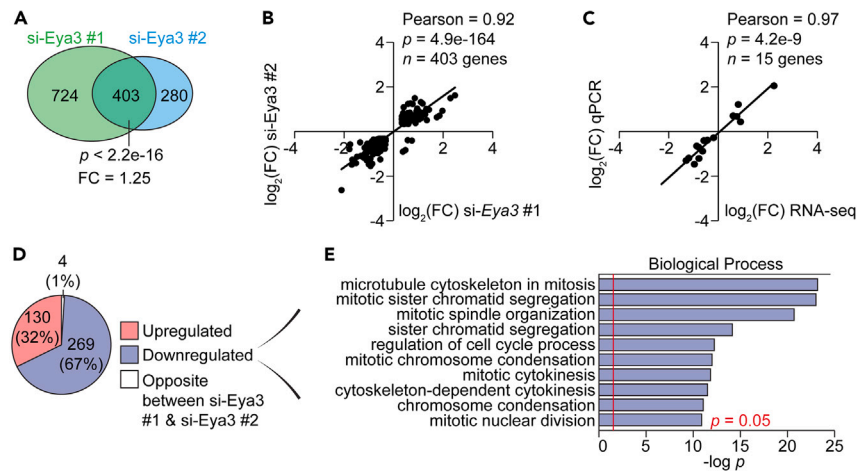 A
si-Eya3 #1
si-Eya3 #2
724
403
280
p < 2.2e-16
FC = 1.25
B
Pearson = 0.92
p = 4.9e-164
n = 403 genes
log2(FC) si-Eya3 #2
4
2
-4
-2
2
4
-2
-4
log2(FC) si-Eya3 #1
C
Pearson = 0.97
p = 4.2e-9
n = 15 genes
log2(FC) qPCR
4
2
-4
-2
2
4
-2
-4
log2(FC) RNA-seq
D
4
(1%)
130
(32%)
269
(67%)
Upregulated
Downregulated
Opposite
between si-Eya3
#1 & si-Eya3 #2
E
Biological Process
microtubule cytoskeleton in mitosis
mitotic sister chromatid segregation
mitotic spindle organization
sister chromatid segregation
regulation of cell cycle process
mitotic chromosome condensation
mitotic cytokinesis
cytoskeleton-dependent cytokinesis
chromosome condensation
mitotic nuclear division
p = 0.05
0 5 10 15 20 25
-log p